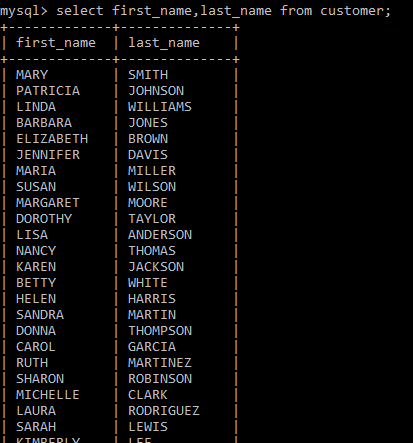 mysql> select first_name,last_name from customer;
+-------------+--------------+
| first_name | last_name |
+-------------+--------------+
| MARY | SMITH |
| PATRICIA | JOHNSON |
| LINDA | WILLIAMS |
| BARBARA | JONES |
| ELIZABETH | BROWN |
| JENNIFER | DAVIS |
| MARIA | MILLER |
| SUSAN | WILSON |
| MARGARET | MOORE |
| DOROTHY | TAYLOR |
| LISA | ANDERSON |
| NANCY | THOMAS |
| KAREN | JACKSON |
| BETTY | WHITE |
| HELEN | HARRIS |
| SANDRA | MARTIN |
| DONNA | THOMPSON |
| CAROL | GARCIA |
| RUTH | MARTINEZ |
| SHARON | ROBINSON |
| MICHELLE | CLARK |
| LAURA | RODRIGUEZ |
| SARAH | LEWIS |
| KIMBERLY | LEE |